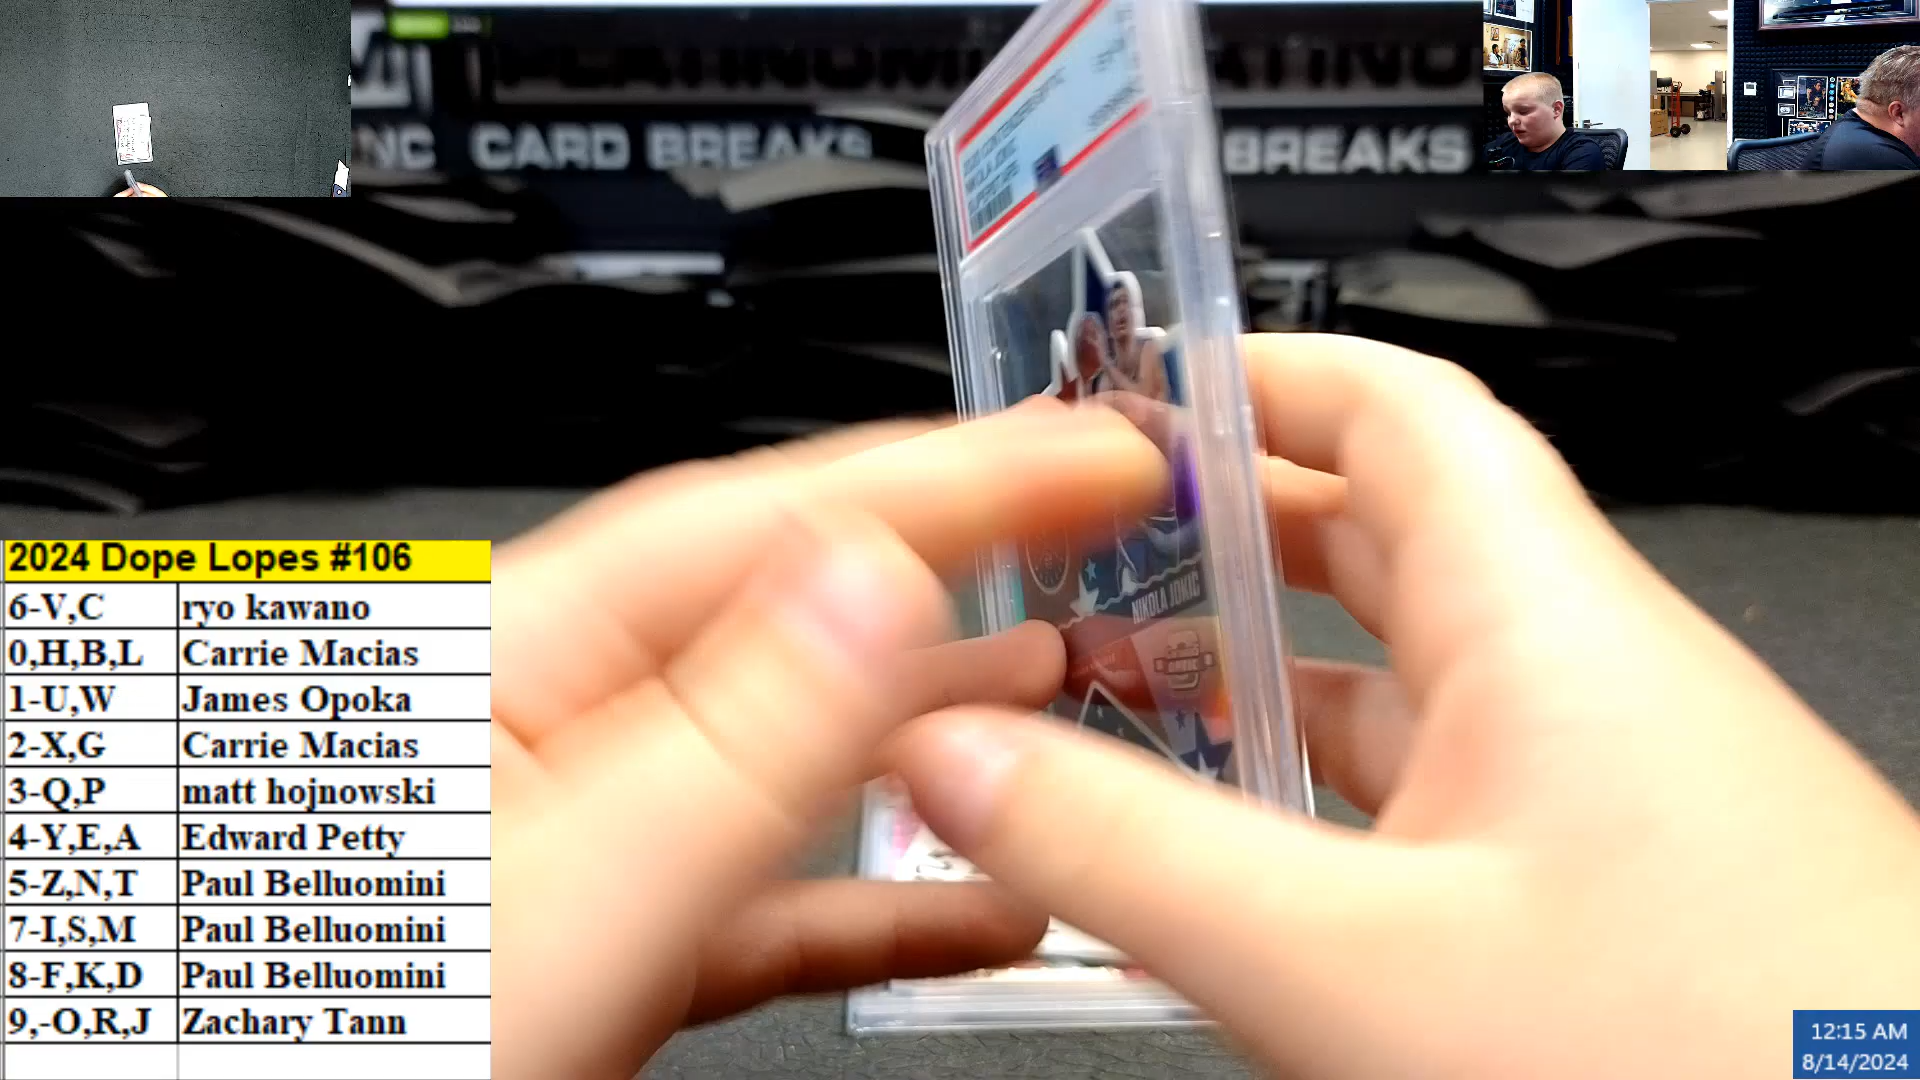 PLATINUM
NC CARD BREAKS
BREAKS
NIKOLA JOKIC
2024 Dope Lopes #106
6-V,C ryo kawano
0,H,B,L Carrie Macias
1-U,W James Opoka
2-X,G Carrie Macias
3-Q,P matt hojnowski
4-Y,E,A Edward Petty
5-Z,N,T Paul Belluomini
7-I,S,M Paul Belluomini
8-F,K,D Paul Belluomini
9,-O,R,J Zachary Tann
12:15 AM
8/14/2024